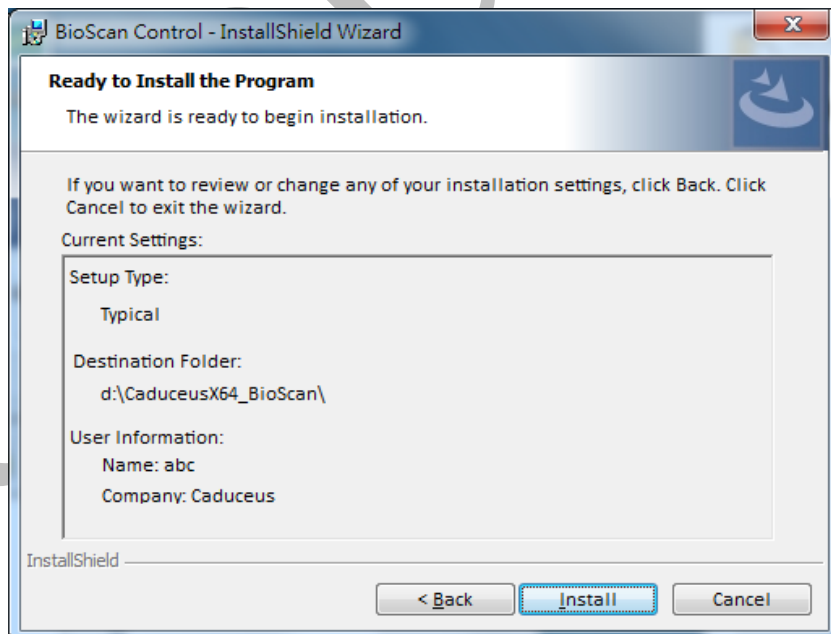 BioScan Control - InstallShield Wizard
Ready to Install the Program
The wizard is ready to begin installation.
If you want to review or change any of your installation settings, click Back. Click
Cancel to exit the wizard.
Current Settings:
Setup Type:
Typical
Destination Folder:
d:\CaduceusX64_BioScan\
User Information:
Name: abc
Company: Caduceus
InstallShield
< Back
Install
Cancel